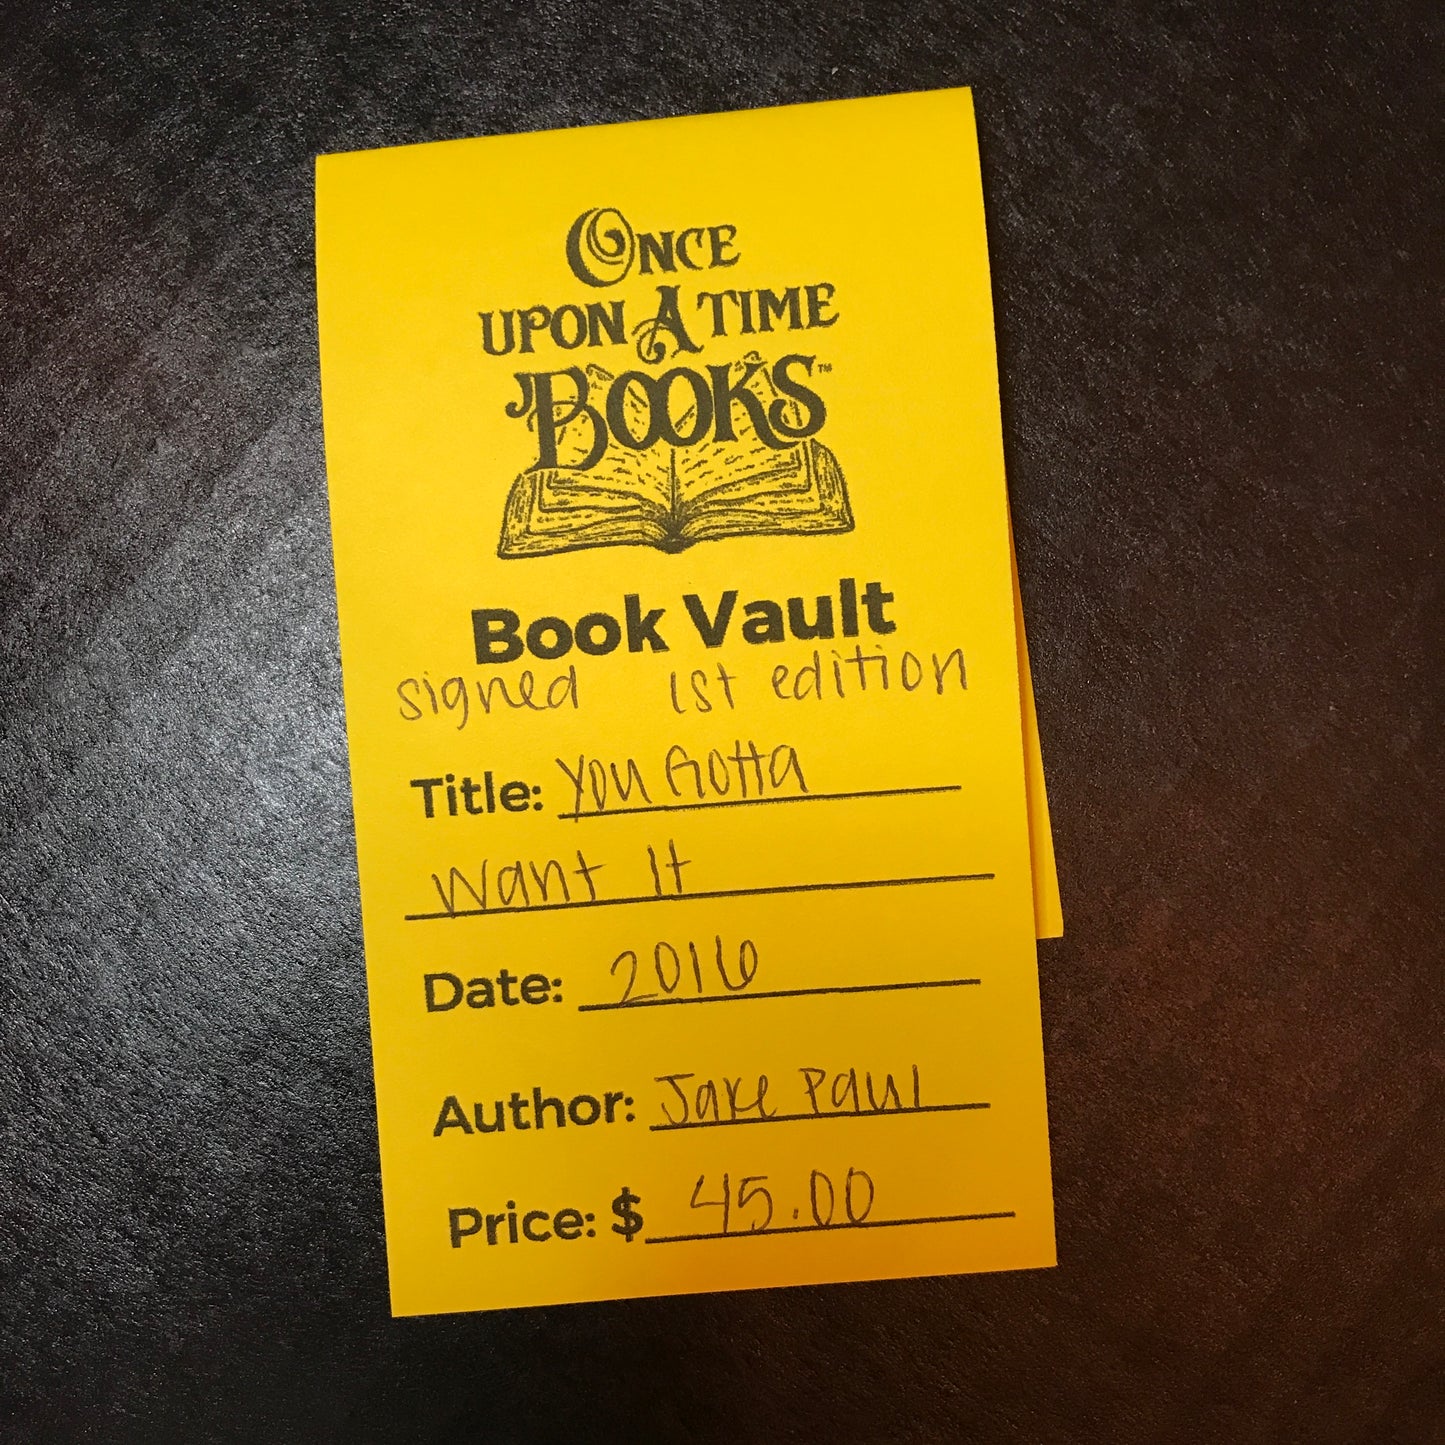 ONCE
UPON A TIME
BOOKS™
Book Vault
signed 1st edition
Title: You Gotta
Want It
Date: 2016
Author: Jake Paul
Price: $ 45.00